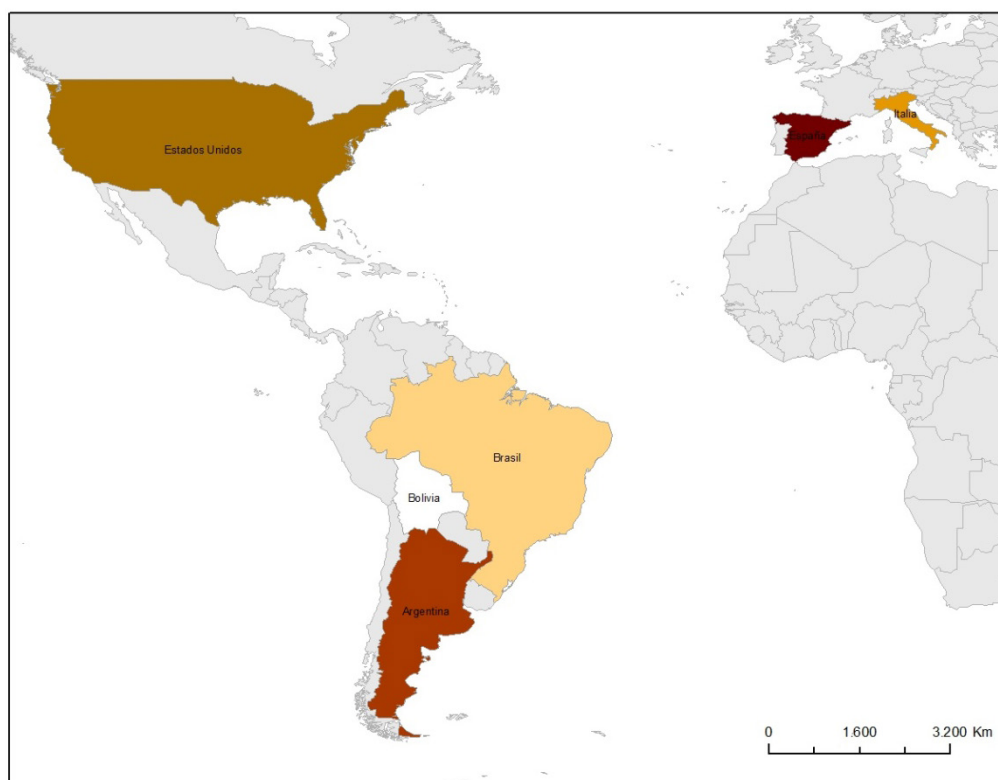 Estados Unidos
España
Italia
Brasil
Bolivia
Argentina
0 1.600 3.200 Km